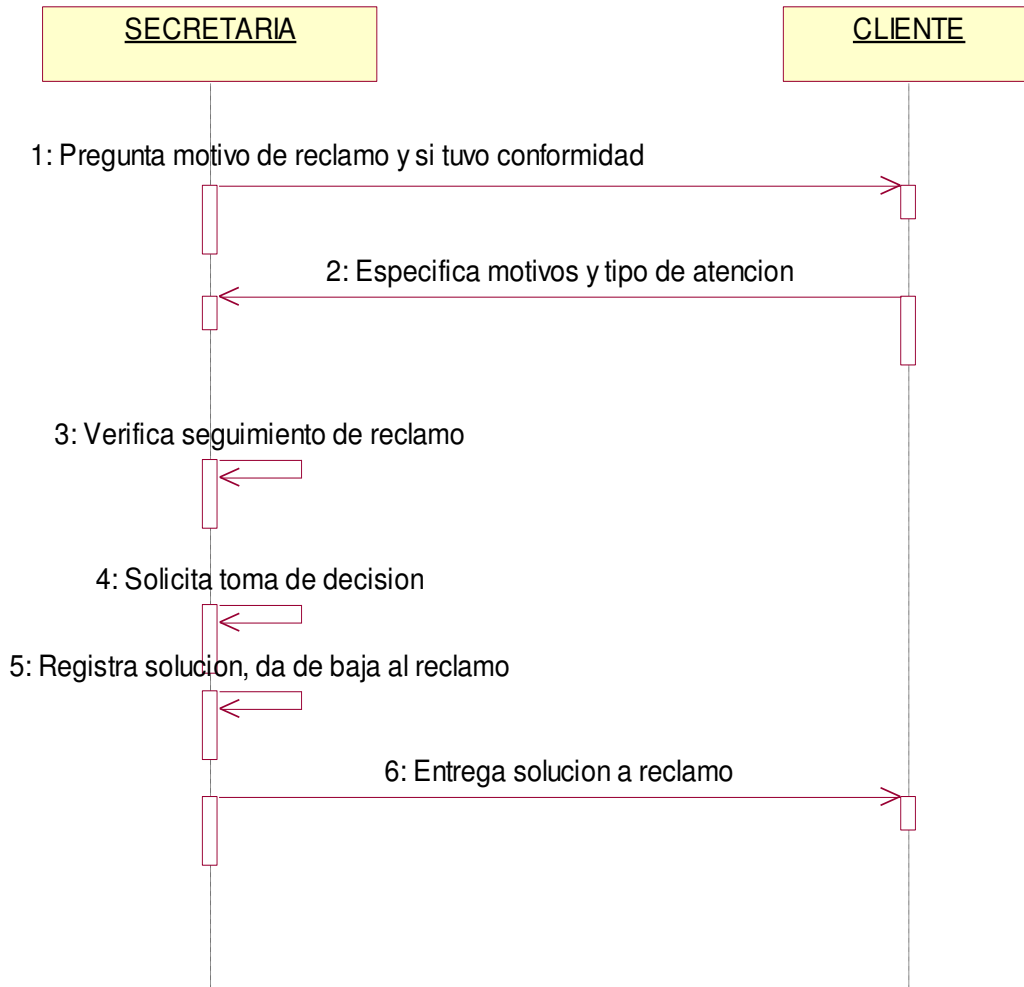 SECRETARIA
CLIENTE
1: Pregunta motivo de reclamo y si tuvo conformidad
2: Especifica motivos y tipo de atencion
3: Verifica seguimiento de reclamo
4: Solicita toma de decision
5: Registra solucion, da de baja al reclamo
6: Entrega solucion a reclamo